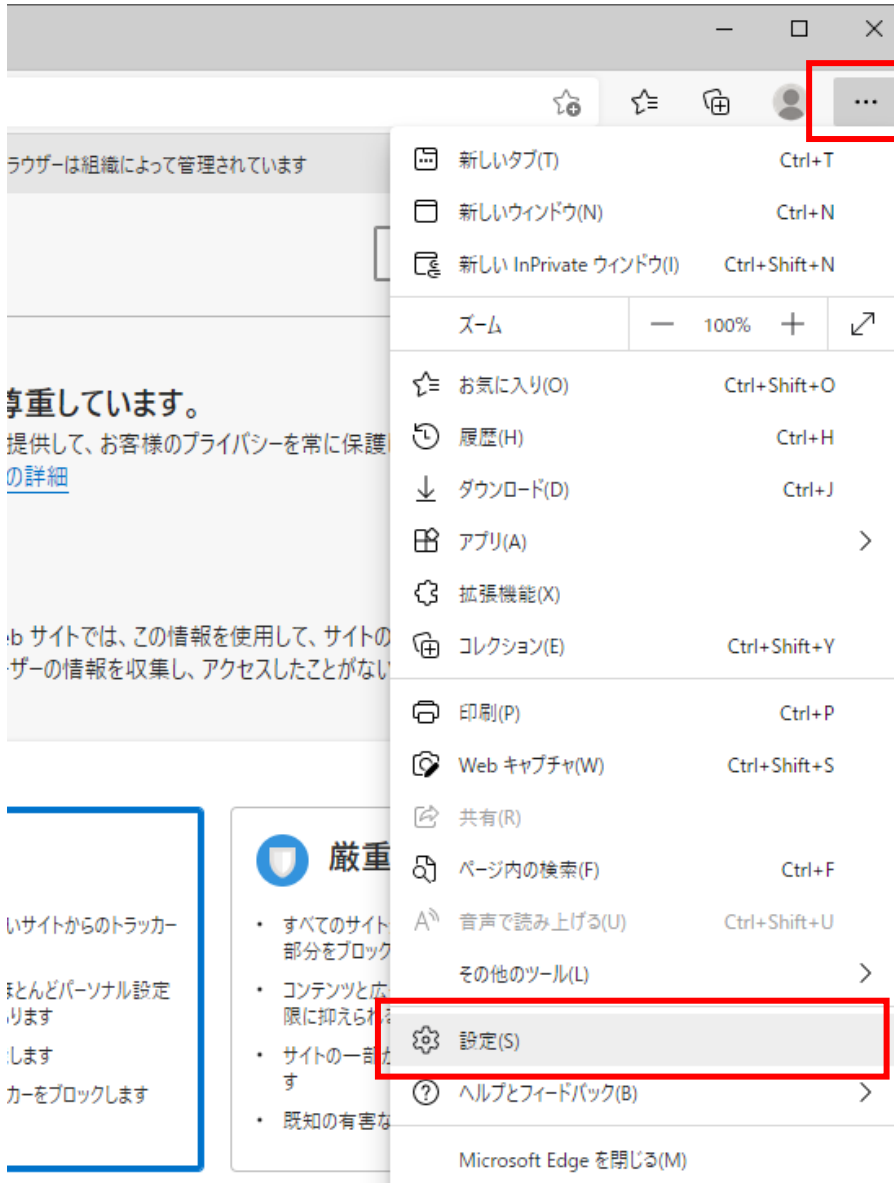 ラウザーは組織によって管理されています
新しいタブ(T) Ctrl+T
新しいウィンドウ(N) Ctrl+N
新しい InPrivate ウィンドウ(I) Ctrl+Shift+N
ズーム 100%
お気に入り(O) Ctrl+Shift+O
履歴(H) Ctrl+H
ダウンロード(D) Ctrl+J
アプリ(A)
拡張機能(X)
コレクション(E) Ctrl+Shift+Y
印刷(P) Ctrl+P
Web キャプチャ(W) Ctrl+Shift+S
共有(R)
ページ内の検索(F) Ctrl+F
音声で読み上げる(U) Ctrl+Shift+U
その他のツール(L)
設定(S)
ヘルプとフィードバック(B)
Microsoft Edge を閉じる(M)
尊重しています。
提供して、お客様のプライバシーを常に保護
の詳細
eb サイトでは、この情報を使用して、サイトの
ーザーの情報を収集し、アクセスしたことがない
いサイトからのトラッカー
ほとんどパーソナル設定
ります
します
カーをブロックします
厳重
・ すべてのサイト
部分をブロック
・ コンテンツと広
限に抑えられ
・ サイトの一部
す
・ 既知の有害な